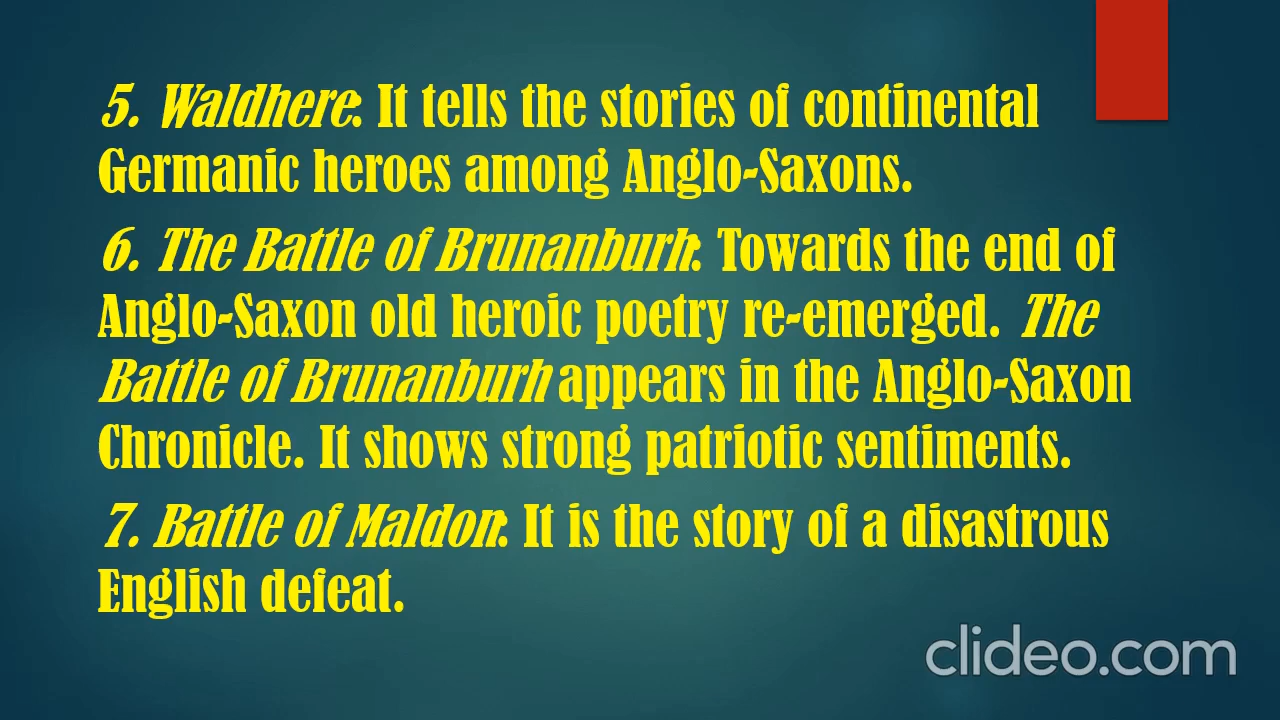 5. Waldhere: It tells the stories of continental
Germanic heroes among Anglo-Saxons.
6. The Battle of Brunanburh: Towards the end of
Anglo-Saxon old heroic poetry re-emerged. The
Battle of Brunanburh appears in the Anglo-Saxon
Chronicle. It shows strong patriotic sentiments.
7. Battle of Maldon: It is the story of a disastrous
English defeat.
clideo.com